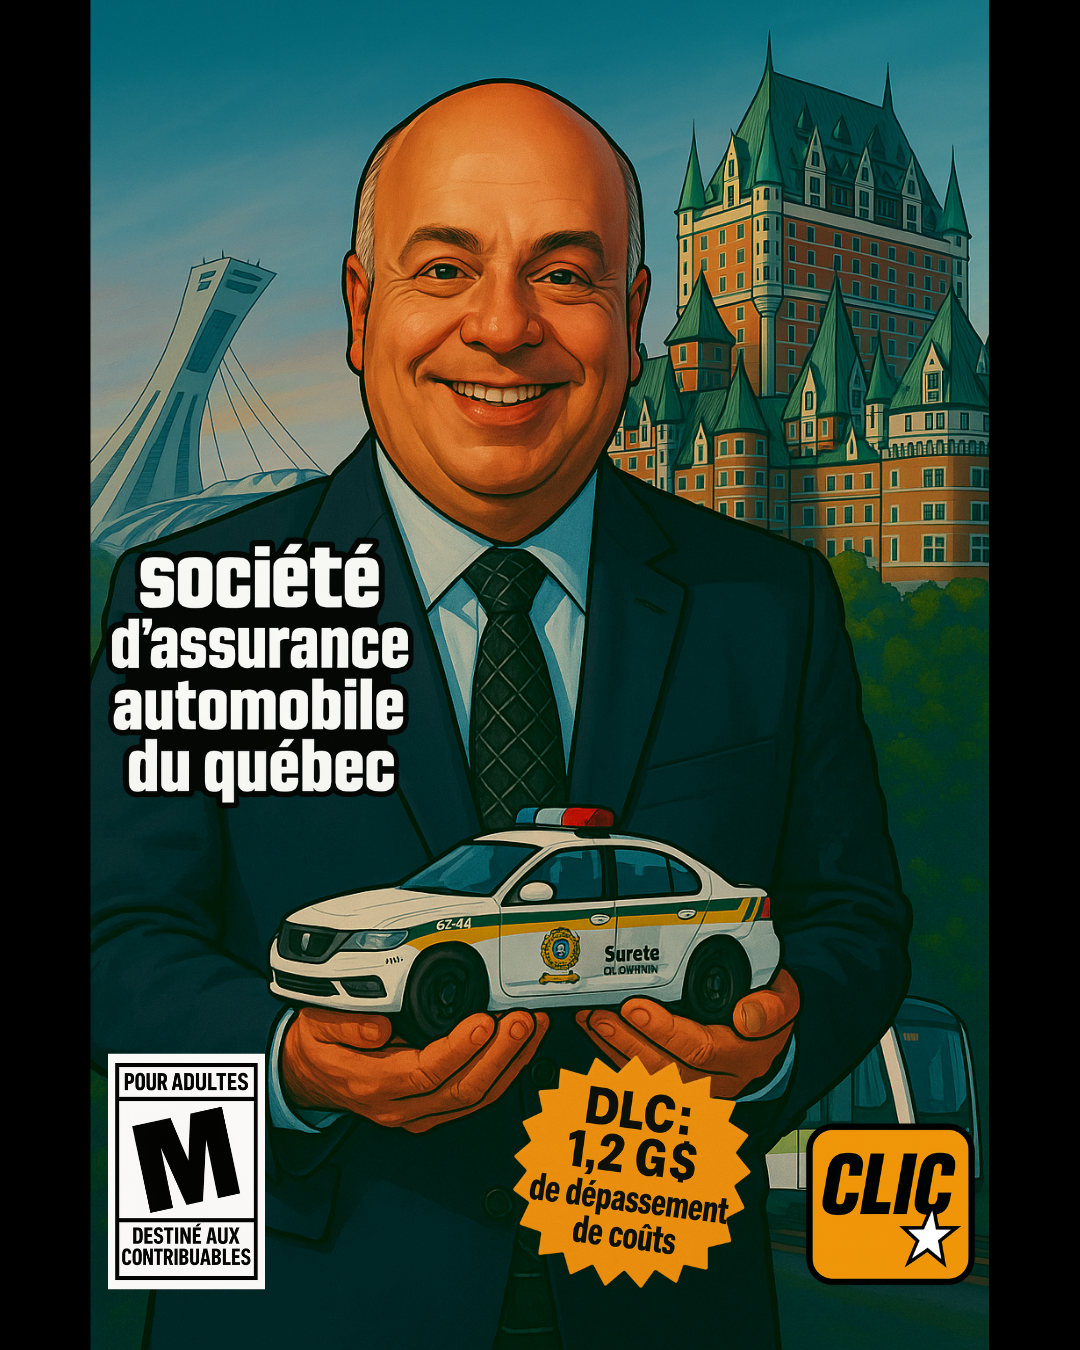 société
d'assurance
automobile
du québec
6Z-44
Surete
POUR ADULTES
M
DESTINÉ AUX
CONTRIBUABLES
DLC:
1,2 G$
de dépassement
de coûts
CLIC